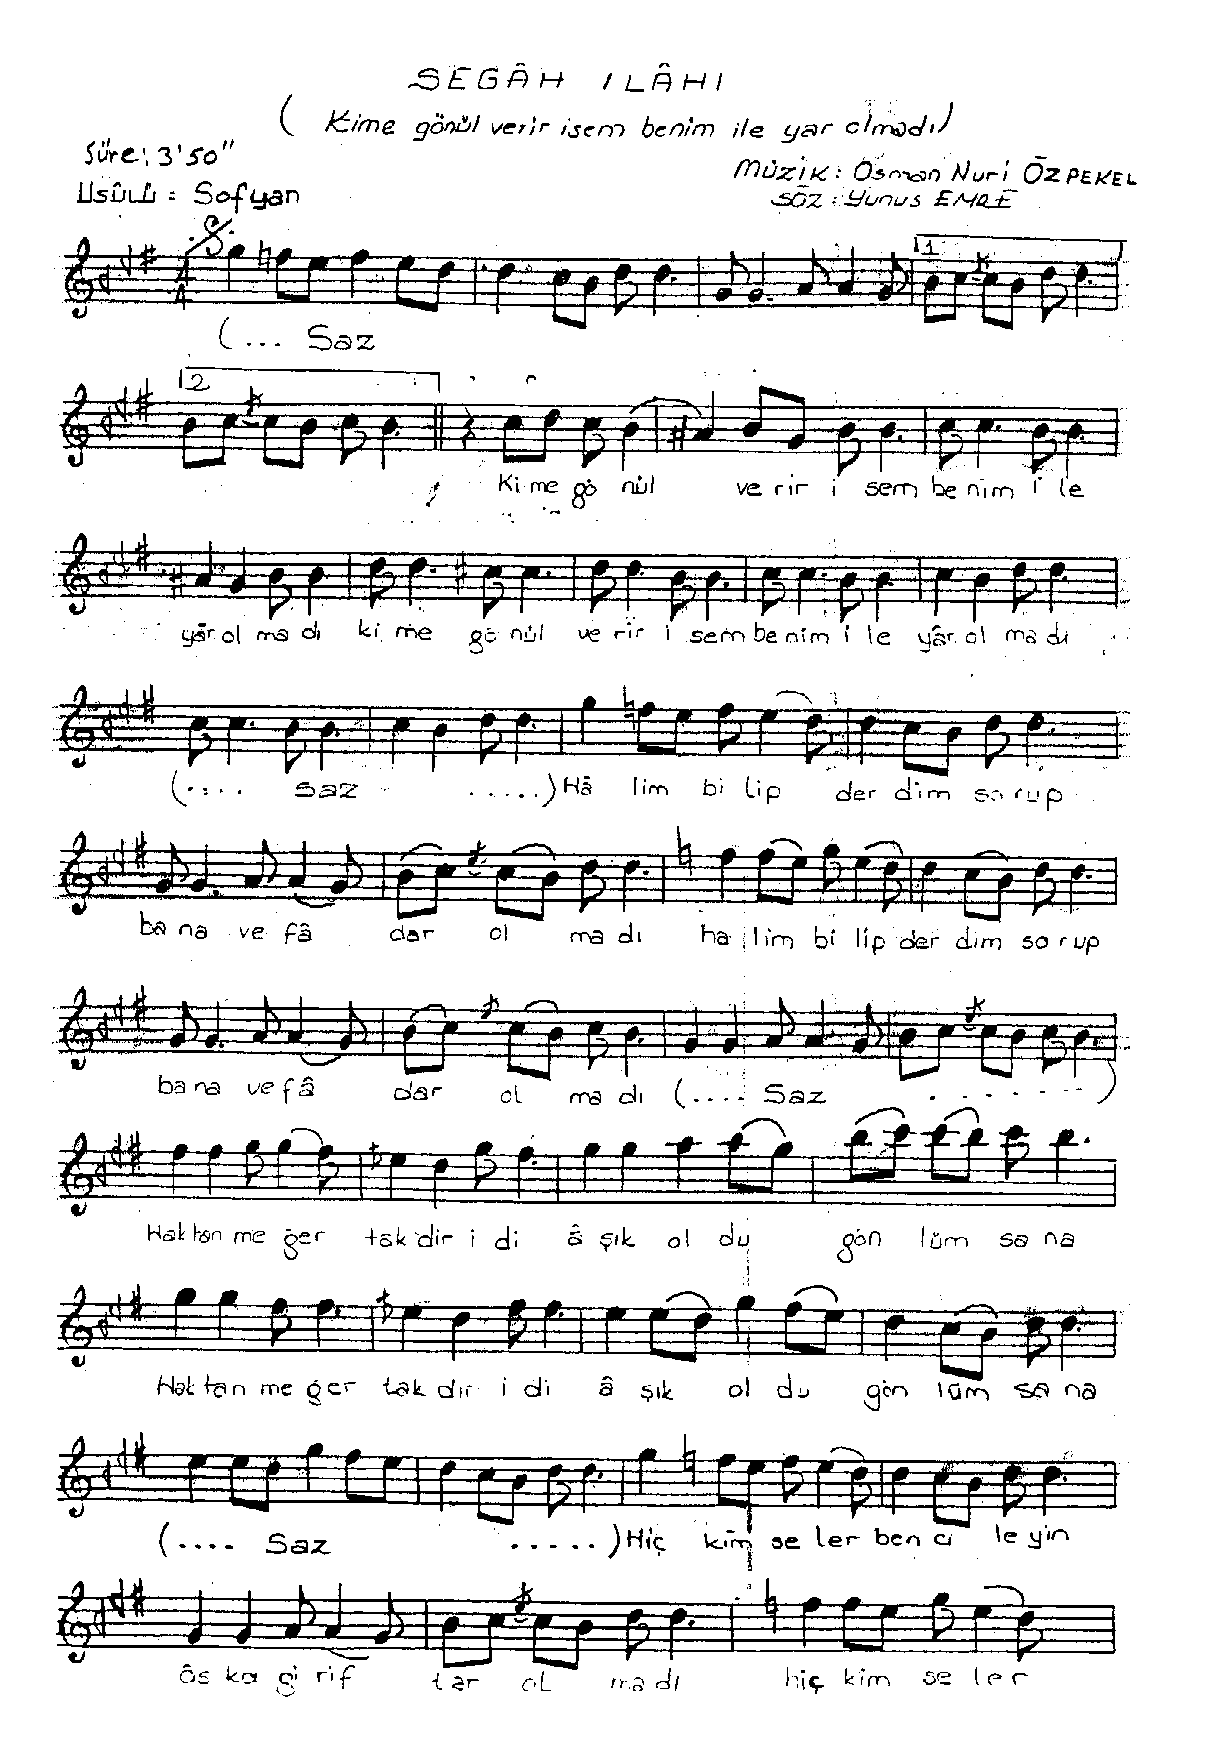 SEGÂH ILÂHI
( Kime gönül verir isem benim ile yar olmadı)
Süre: 3'50"
Müzik: Osman Nuri ÖZPEKEL
Usûlü : Sofyan
SÖZ : Yunus EMRE
4
4
1
(... Saz
2
Ki me gö nül ve rir i sem be nim i le
yâr ol ma dı ki me gö nül ve rir i sem be nim i le yâr ol ma dı
(.... saz .....) Hâ lim bi lip der dim so rup
ba na ve fâ dar ol ma dı ha lim bi lip der dim so rup
ba na ve fâ dar ol ma dı (.... Saz . . - - - - - )
Hak tan me ğer tak dir i di â şık ol du gön lüm sa na
Hak tan me ğer tak dir i di â şık ol du gön lüm sa na
(.... Saz .....) Hiç kim se ler ben ci le yin
âs ka gi rif tar ol ma dı hiç kim se ler